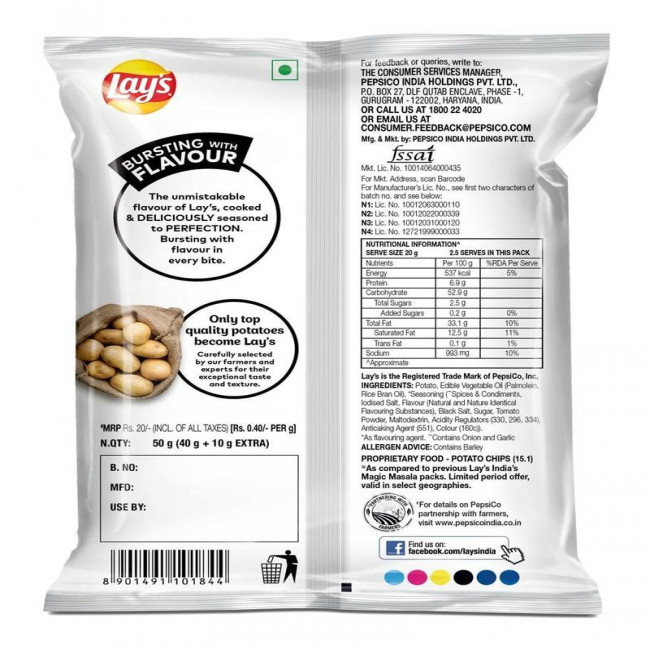 Lay's
BURSTING WITH
FLAVOUR
The unmistakable
flavour of Lay's, cooked
& DELICIOUSLY seasoned
to PERFECTION.
Bursting with
flavour in
every bite.
Only top
quality potatoes
become Lay's
Carefully selected
by our farmers and
experts for their
exceptional taste
and texture.
#MRP Rs. 20/- (INCL. OF ALL TAXES) [Rs. 0.40/- PER g]
N.QTY: 50 g (40 g + 10 g EXTRA)
B. NO:
MFD:
USE BY:
8 901491 101844
For feedback or queries, write to:
THE CONSUMER SERVICES MANAGER,
PEPSICO INDIA HOLDINGS PVT. LTD.,
P.O. BOX 27, DLF QUTAB ENCLAVE, PHASE -1,
GURUGRAM - 122002, HARYANA, INDIA.
OR CALL US AT 1800 22 4020
OR EMAIL US AT
CONSUMER.FEEDBACK@PEPSICO.COM
Mfg. & Mkt. by: PEPSICO INDIA HOLDINGS PVT. LTD.
fssai
Mkt. Lic. No. 10014064000435
For Mkt. Address, scan Barcode
For Manufacturer's Lic. No., see first two characters of
batch no. and see below:
N1: Lic. No. 10012063000110
N2: Lic. No. 10012022000339
N3: Lic. No. 10012031000120
N4: Lic. No. 12721999000033
NUTRITIONAL INFORMATION^
SERVE SIZE 20 g 2.5 SERVES IN THIS PACK
Nutrients Per 100 g %RDA Per Serve
Energy 537 kcal 5%
Protein 6.9 g
Carbohydrate 52.9 g
Total Sugars 2.5 g
Added Sugars 0.2 g 0%
Total Fat 33.1 g 10%
Saturated Fat 12.5 g 11%
Trans Fat 0.1 g 1%
Sodium 993 mg 10%
^Approximate
Lay's is the Registered Trade Mark of PepsiCo, Inc.
INGREDIENTS: Potato, Edible Vegetable Oil (Palmolein,
Rice Bran Oil), *Seasoning (~Spices & Condiments,
Iodised Salt, Flavour (Natural and Nature Identical
Flavouring Substances), Black Salt, Sugar, Tomato
Powder, Maltodextrin, Acidity Regulators (330, 296, 334),
Anticaking Agent (551), Colour (160c)).
*As flavouring agent. ~Contains Onion and Garlic
ALLERGEN ADVICE: Contains Barley
PROPRIETARY FOOD - POTATO CHIPS (15.1)
*As compared to previous Lay's India's
Magic Masala packs. Limited period offer,
valid in select geographies.
PARTNERING WITH
FARMERS
*For details on PepsiCo
partnership with farmers,
visit www.pepsicoindia.co.in
Find us on:
facebook.com/laysindia